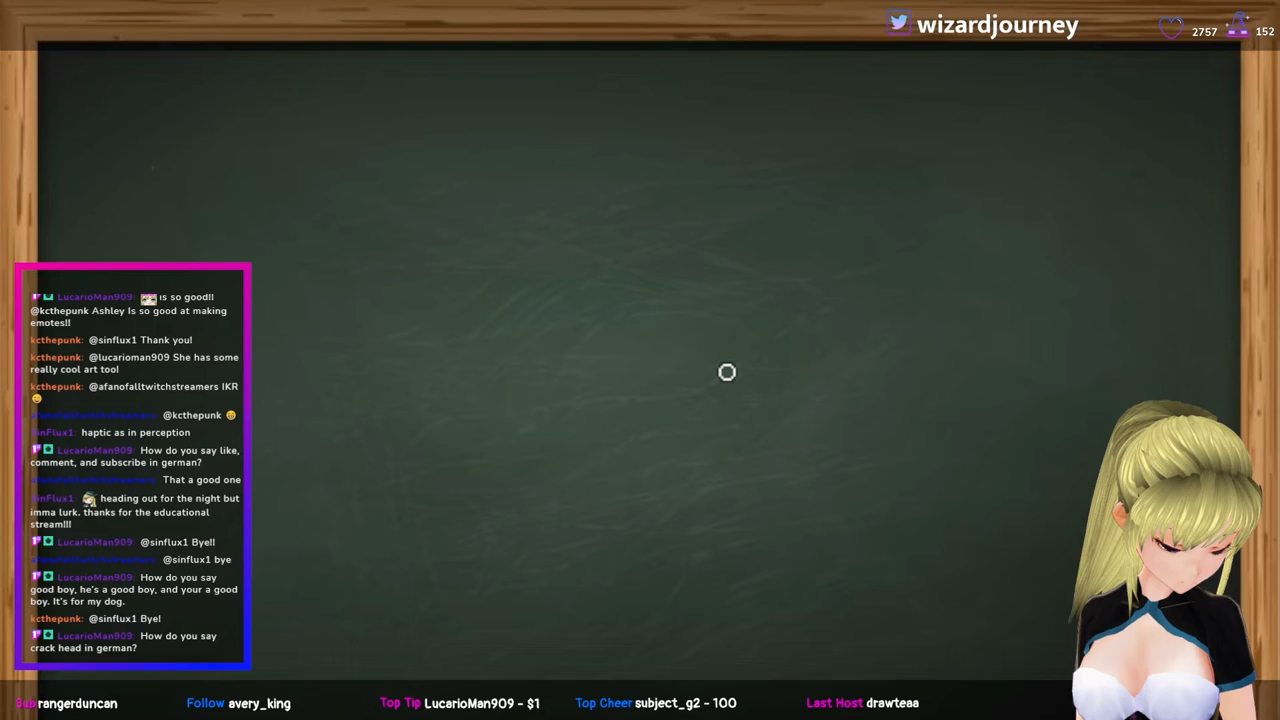 wizardjourney
2757
152
LucarioMan909: is so good!!
@kcthepunk Ashley Is so good at making
emotes!!
kcthepunk: @sinflux1 Thank you!
kcthepunk: @lucarioman909 She has some
really cool art too!
kcthepunk: @afanofalltwitchstreamers IKR
@kcthepunk
SinFlux1: haptic as in perception
LucarioMan909: How do you say like,
comment, and subscribe in german?
That a good one
SinFlux1: heading out for the night but
imma lurk. thanks for the educational
stream!!!
LucarioMan909: @sinflux1 Bye!!
@sinflux1 bye
LucarioMan909: How do you say
good boy, he's a good boy, and your a good
boy. It's for my dog.
kcthepunk: @sinflux1 Bye!
LucarioMan909: How do you say
crack head in german?
Sub rangerduncan Follow avery_king Top Tip LucarioMan909 - $1 Top Cheer subject_g2 - 100 Last Host drawteaa